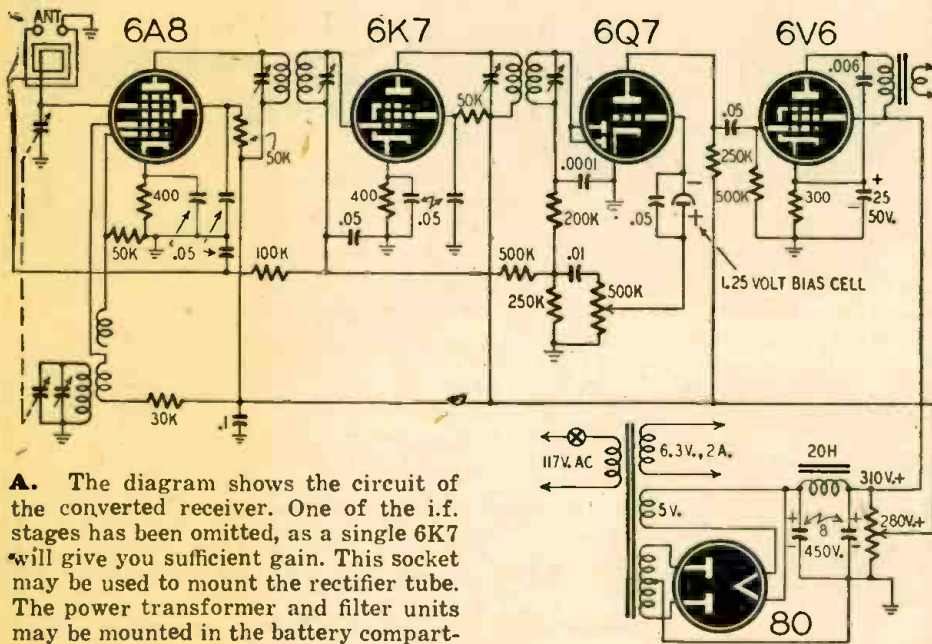 ANT
6A8
6K7
6Q7
6V6
50K
400
50K
.05
100K
.05
400
.05
50K
.0001
200K
.05
1.25 VOLT BIAS CELL
500K
.01
250K
500K
.05
250K
500K
300
.006
+
25
50V.
30K
.1
117V. AC
6.3V., 2A.
5V.
20H
8
450V.
310V.+
280V.+
80
A. The diagram shows the circuit of
the converted receiver. One of the i.f.
stages has been omitted, as a single 6K7
will give you sufficient gain. This socket
may be used to mount the rectifier tube.
The power transformer and filter units
may be mounted in the battery compart-